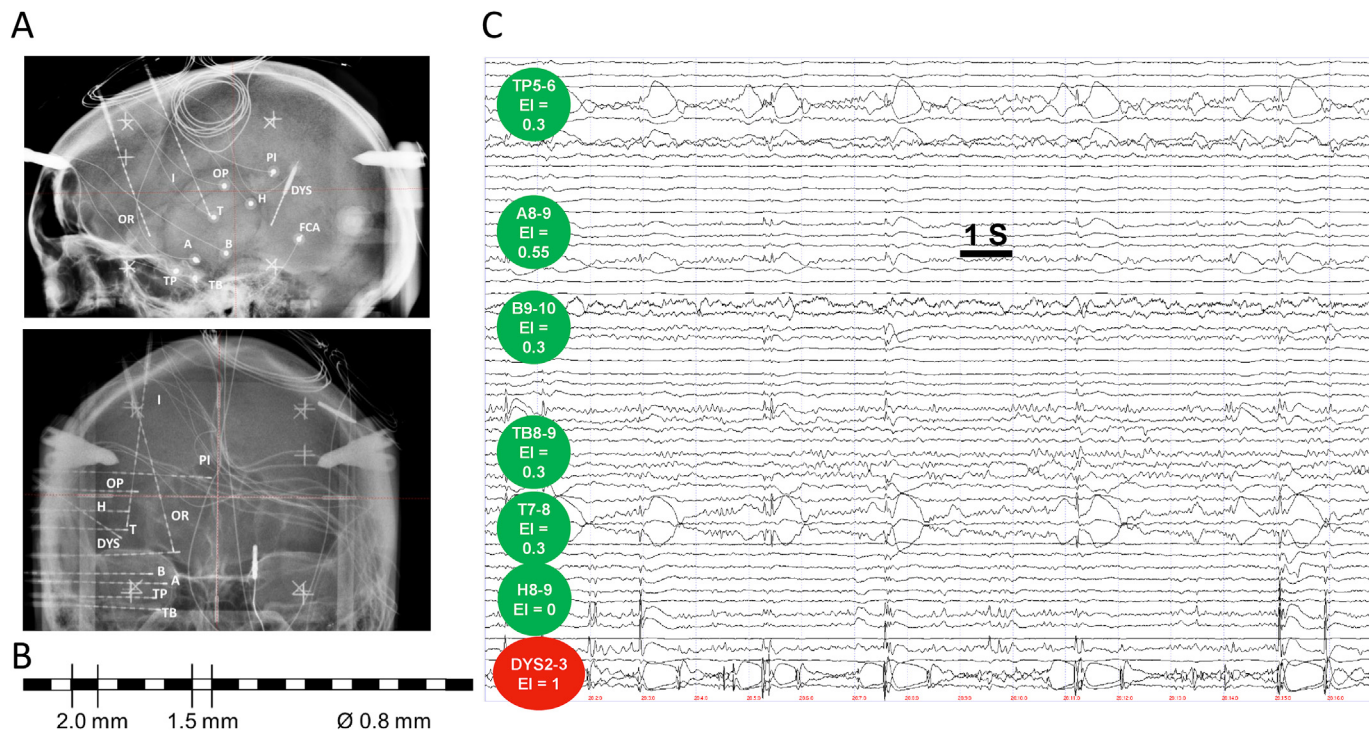 A
C
PI
OP
I
H
DYS
T
OR
FCA
A
B
TP
TB
I
PI
OP
H
OR
T
DYS
B
A
TP
TB
B
2.0 mm
1.5 mm
Ø 0.8 mm
TP5-6
EI =
0.3
A8-9
EI =
0.55
1 S
B9-10
EI =
0.3
TB8-9
EI =
0.3
T7-8
EI =
0.3
H8-9
EI = 0
DYS2-3
EI = 1